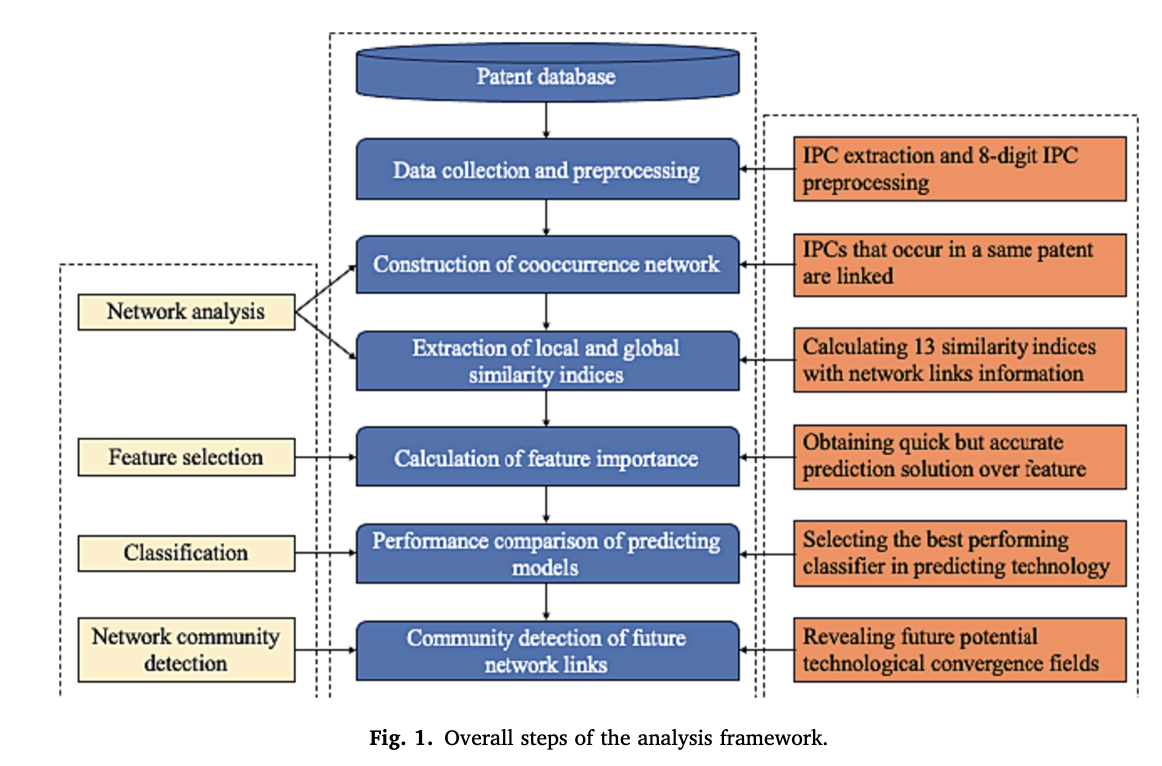 Patent database
Data collection and preprocessing
IPC extraction and 8-digit IPC
preprocessing
Construction of cooccurrence network
IPCs that occur in a same patent
are linked
Network analysis
Extraction of local and global
similarity indices
Calculating 13 similarity indices
with network links information
Feature selection
Calculation of feature importance
Obtaining quick but accurate
prediction solution over feature
Classification
Performance comparison of predicting
models
Selecting the best performing
classifier in predicting technology
Network community
detection
Community detection of future
network links
Revealing future potential
technological convergence fields
Fig. 1. Overall steps of the analysis framework.